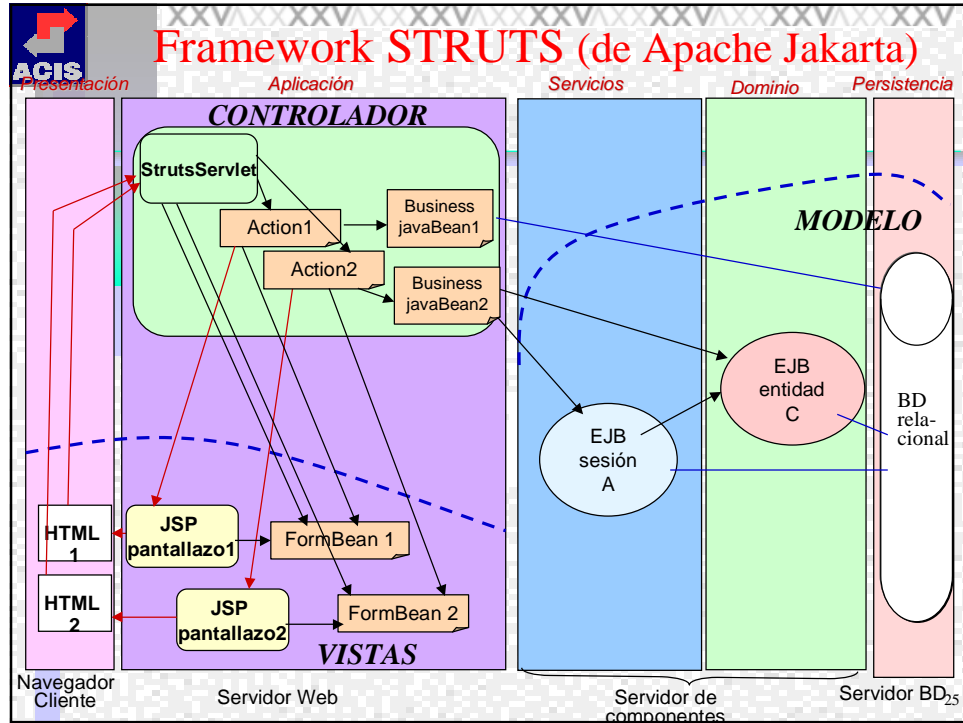 Framework STRUTS (de Apache Jakarta)
ACIS
Presentación
Aplicación
Servicios
Dominio
Persistencia
CONTROLADOR
StrutsServlet
Action1
Business
javaBean1
Action2
Business
javaBean2
MODELO
EJB
entidad
C
BD
rela-
cional
EJB
sesión
A
HTML
1
JSP
pantallazo1
FormBean 1
HTML
2
JSP
pantallazo2
FormBean 2
VISTAS
Navegador
Cliente
Servidor Web
Servidor de
componentes
Servidor BD
25